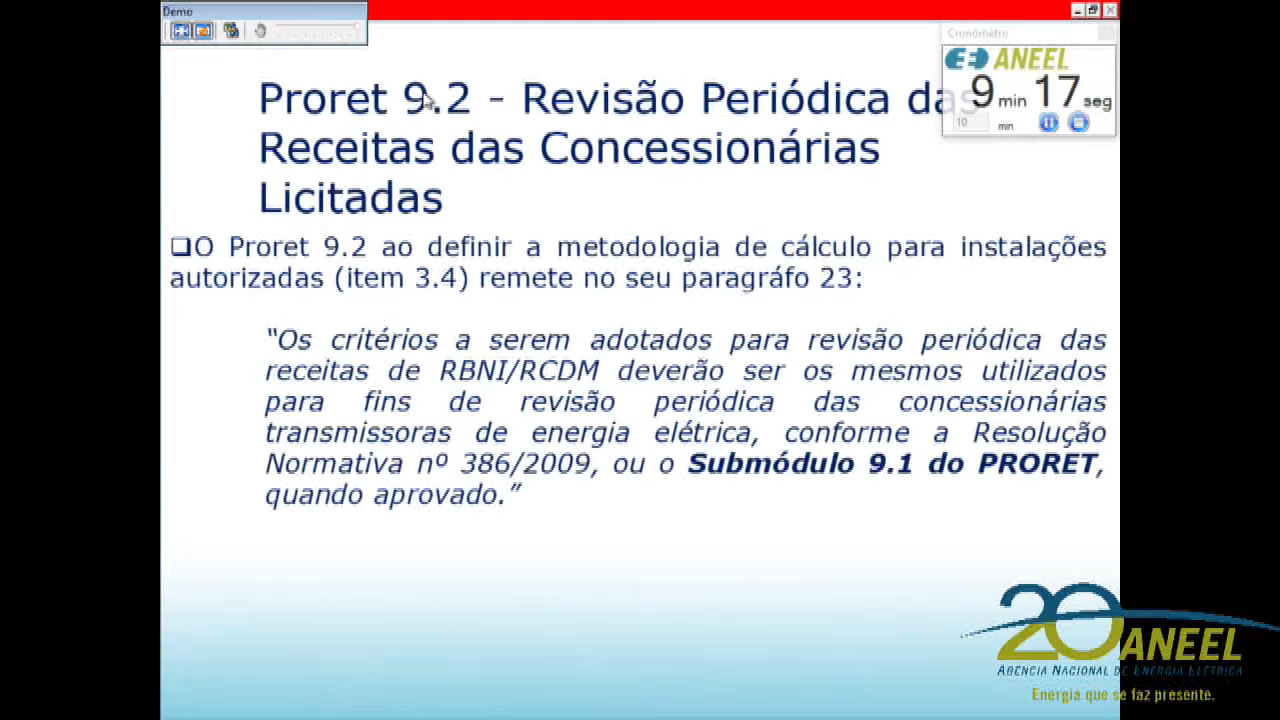 Demo
Cronômetro
ANEEL
9 min 17 seg
10 min
Proret 9.2 - Revisão Periódica das
Receitas das Concessionárias
Licitadas
❑O Proret 9.2 ao definir a metodologia de cálculo para instalações
autorizadas (item 3.4) remete no seu paragráfo 23:
“Os critérios a serem adotados para revisão periódica das
receitas de RBNI/RCDM deverão ser os mesmos utilizados
para fins de revisão periódica das concessionárias
transmissoras de energia elétrica, conforme a Resolução
Normativa nº 386/2009, ou o Submódulo 9.1 do PRORET,
quando aprovado.”
20 ANEEL
AGÊNCIA NACIONAL DE ENERGIA ELÉTRICA
Energia que se faz presente.